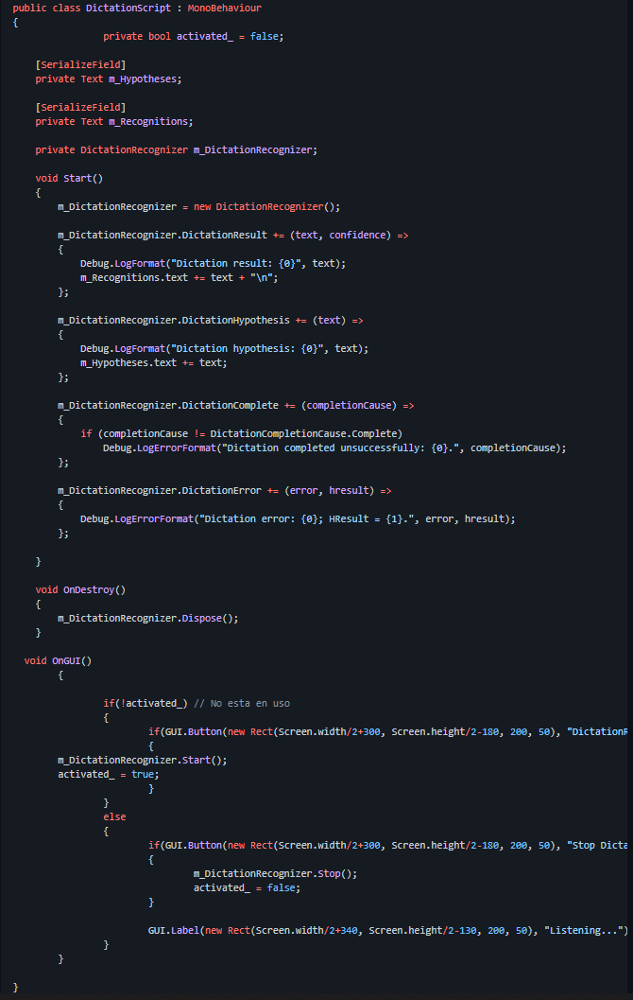 public class DictationScript : MonoBehaviour
{
private bool activated_ = false;
[SerializeField]
private Text m_Hypotheses;
[SerializeField]
private Text m_Recognitions;
private DictationRecognizer m_DictationRecognizer;
void Start()
{
m_DictationRecognizer = new DictationRecognizer();
m_DictationRecognizer.DictationResult += (text, confidence) =>
{
Debug.LogFormat("Dictation result: {0}", text);
m_Recognitions.text += text + "\n";
};
m_DictationRecognizer.DictationHypothesis += (text) =>
{
Debug.LogFormat("Dictation hypothesis: {0}", text);
m_Hypotheses.text += text;
};
m_DictationRecognizer.DictationComplete += (completionCause) =>
{
if (completionCause != DictationCompletionCause.Complete)
Debug.LogErrorFormat("Dictation completed unsuccessfully: {0}.", completionCause);
};
m_DictationRecognizer.DictationError += (error, hresult) =>
{
Debug.LogErrorFormat("Dictation error: {0}; HResult = {1}.", error, hresult);
};
}
void OnDestroy()
{
m_DictationRecognizer.Dispose();
}
void OnGUI()
{
if(!activated_) // No esta en uso
{
if(GUI.Button(new Rect(Screen.width/2+300, Screen.height/2-180, 200, 50), "DictationR
{
m_DictationRecognizer.Start();
activated_ = true;
}
}
else
{
if(GUI.Button(new Rect(Screen.width/2+300, Screen.height/2-180, 200, 50), "Stop Dicta
{
m_DictationRecognizer.Stop();
activated_ = false;
}
GUI.Label(new Rect(Screen.width/2+340, Screen.height/2-130, 200, 50), "Listening...")
}
}
}